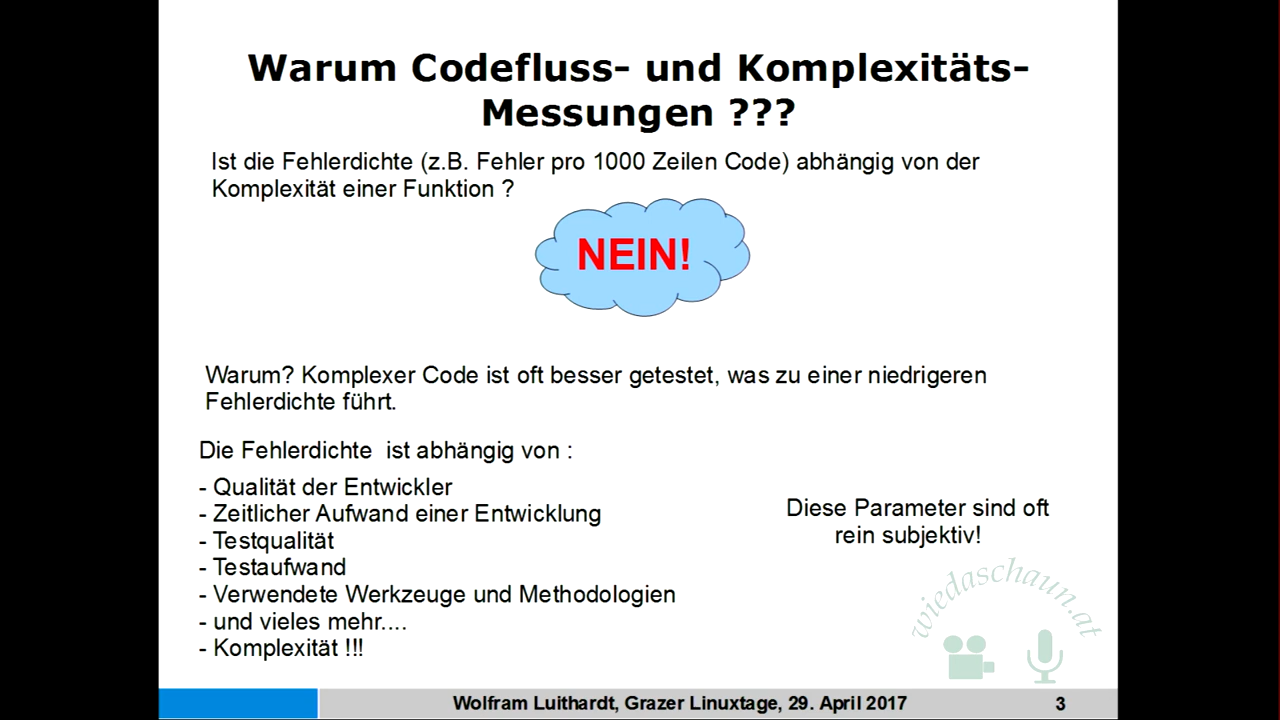 Warum Codefluss- und Komplexitäts-
Messungen ???
Ist die Fehlerdichte (z.B. Fehler pro 1000 Zeilen Code) abhängig von der
Komplexität einer Funktion ?
NEIN!
Warum? Komplexer Code ist oft besser getestet, was zu einer niedrigeren
Fehlerdichte führt.
Die Fehlerdichte  ist abhängig von :
- Qualität der Entwickler
- Zeitlicher Aufwand einer Entwicklung
- Testqualität
- Testaufwand
- Verwendete Werkzeuge und Methodologien
- und vieles mehr....
- Komplexität !!!
Diese Parameter sind oft
rein subjektiv!
wiedaschaun.at
Wolfram Luithardt, Grazer Linuxtage, 29. April 2017
3